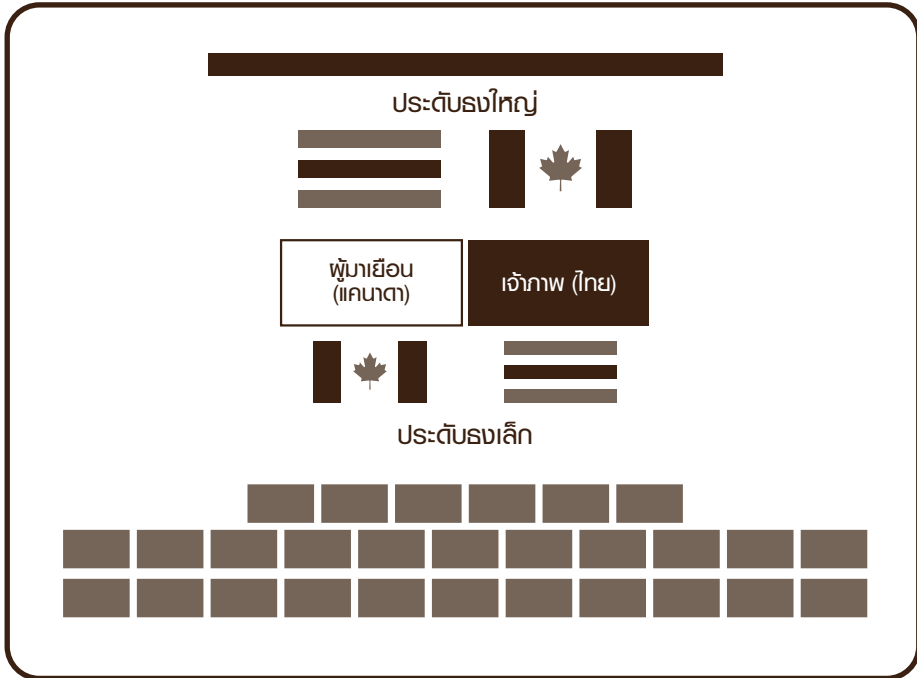 ประดับธงใหญ่
ผู้มาเยือน
(แคนาดา)
เจ้าภาพ (ไทย)
ประดับธงเล็ก